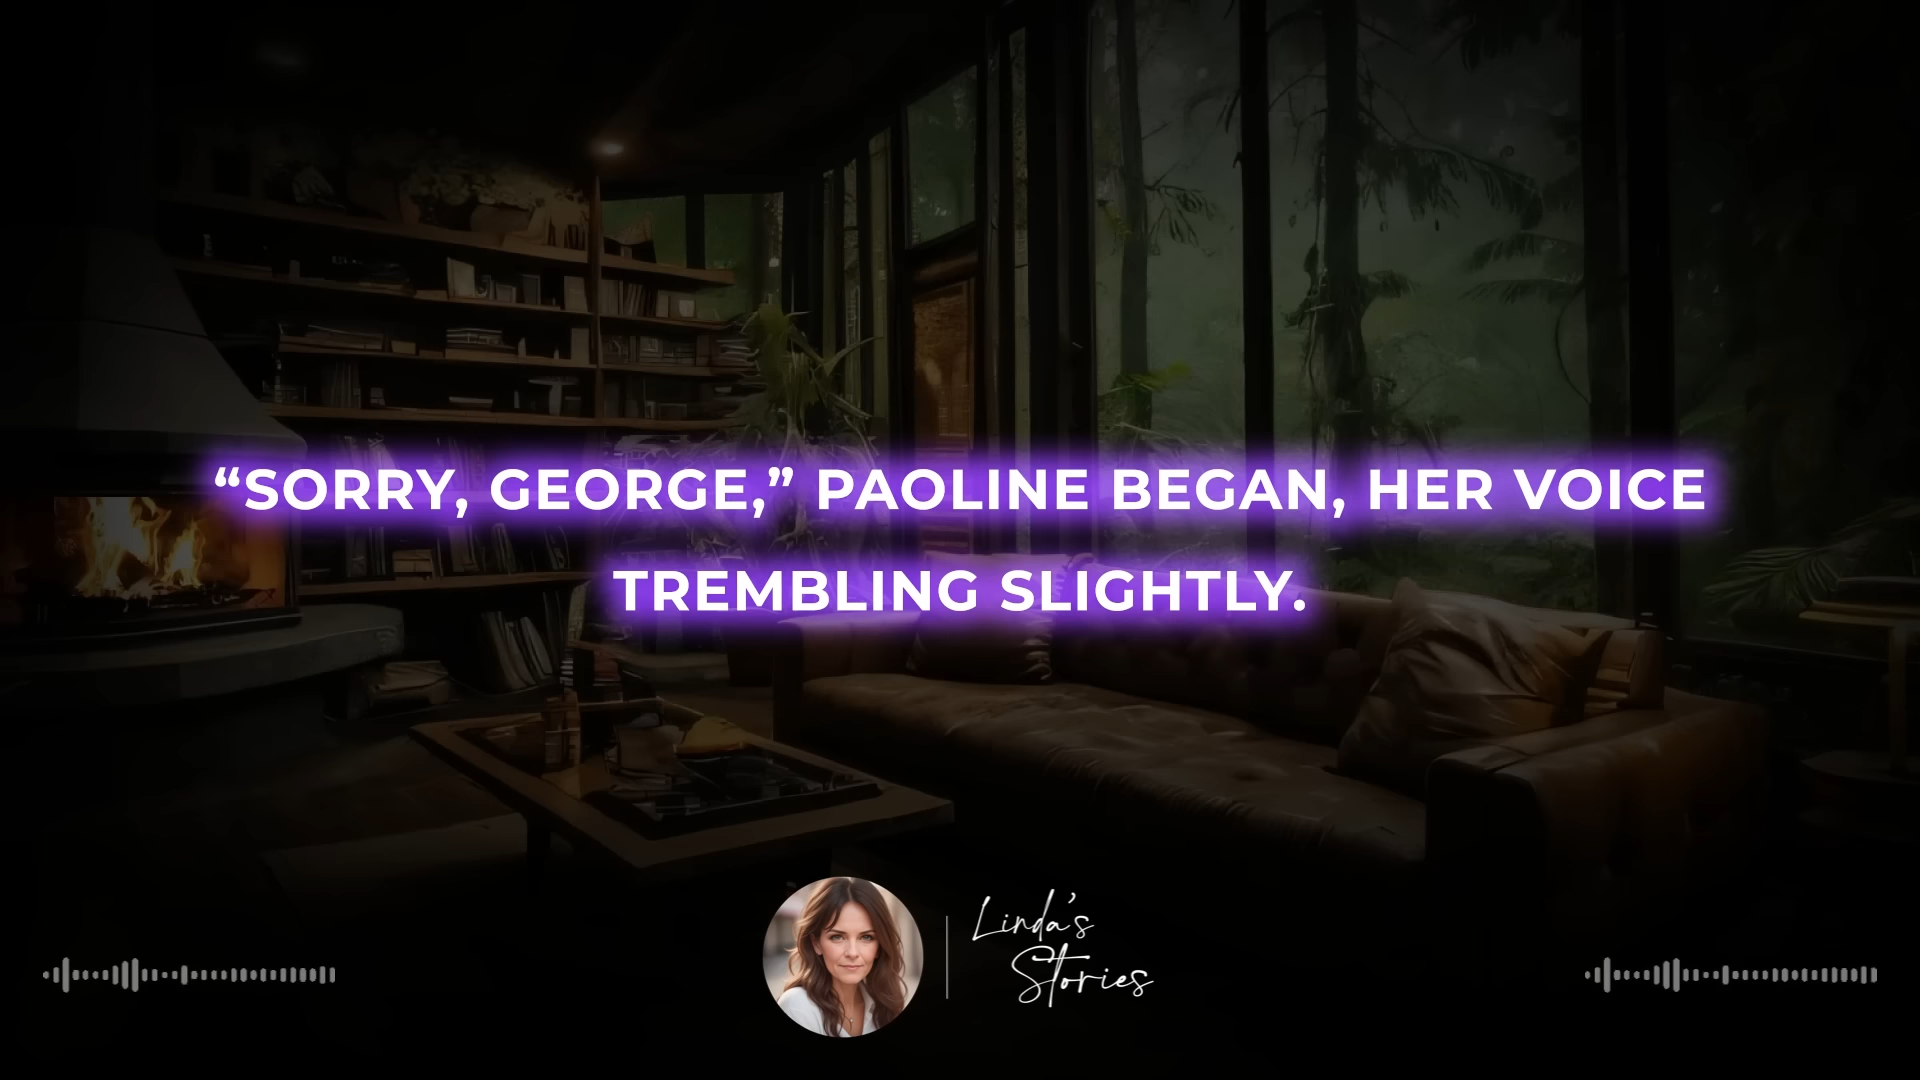 “SORRY, GEORGE,” PAOLINE BEGAN, HER VOICE
TREMBLING SLIGHTLY.
Linda’s
Stories